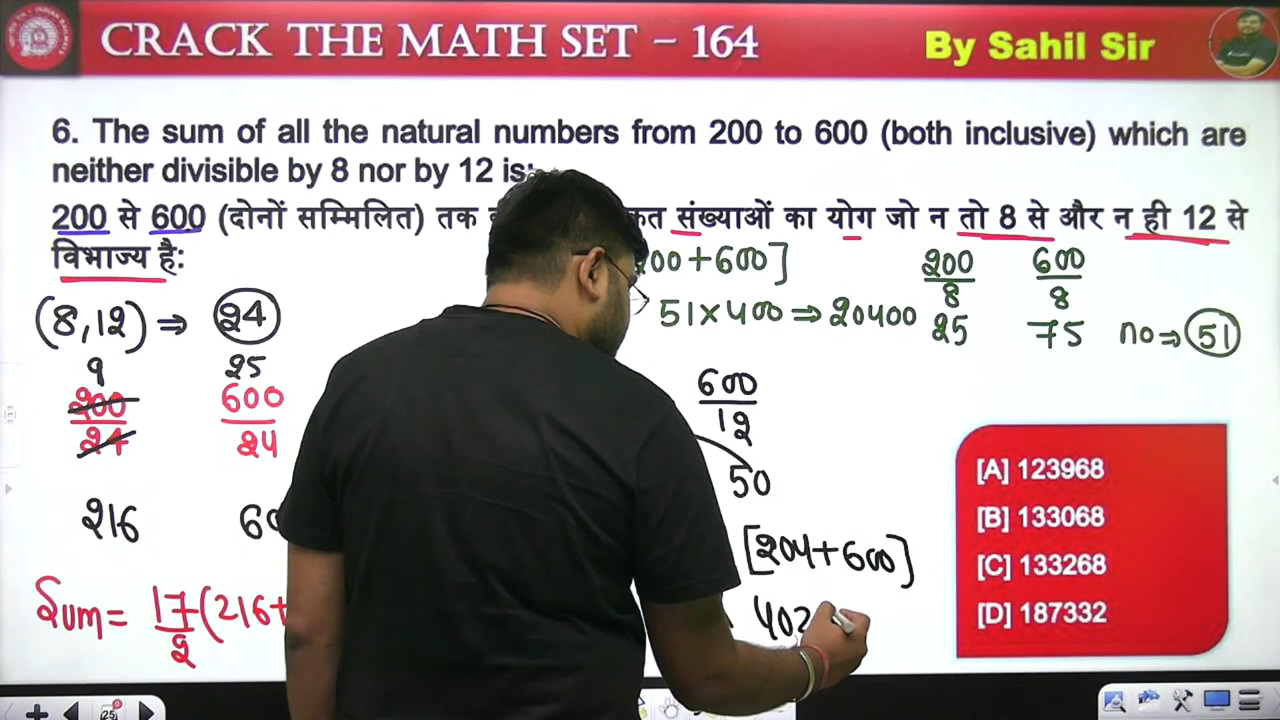 CRACK THE MATH SET - 164
By Sahil Sir
6. The sum of all the natural numbers from 200 to 600 (both inclusive) which are
neither divisible by 8 nor by 12 is:
200 से 600 (दोनों सम्मिलित) तक संख्याओं का योग जो न तो 8 से और न ही 12 से
विभाज्य है:
200+600]
51×400⇒20400
200/8 600/8
25 75 no⇒51
(8,12)⇒ 24
9 25
200/24 600/24
216
600/12
50
[204+600]
402
Sum= 17/2(216+
[A] 123968
[B] 133068
[C] 133268
[D] 187332